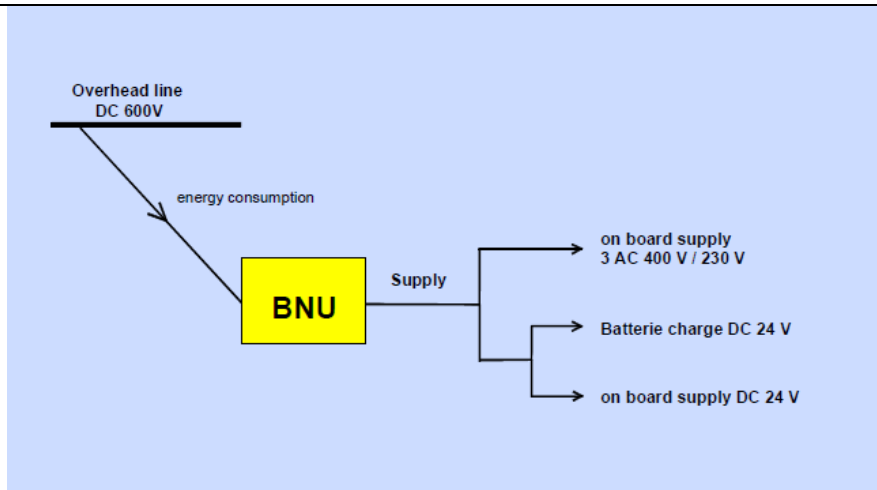 Overhead line
DC 600V
energy consumption
BNU
Supply
on board supply
3 AC 400 V / 230 V
Batterie charge DC 24 V
on board supply DC 24 V